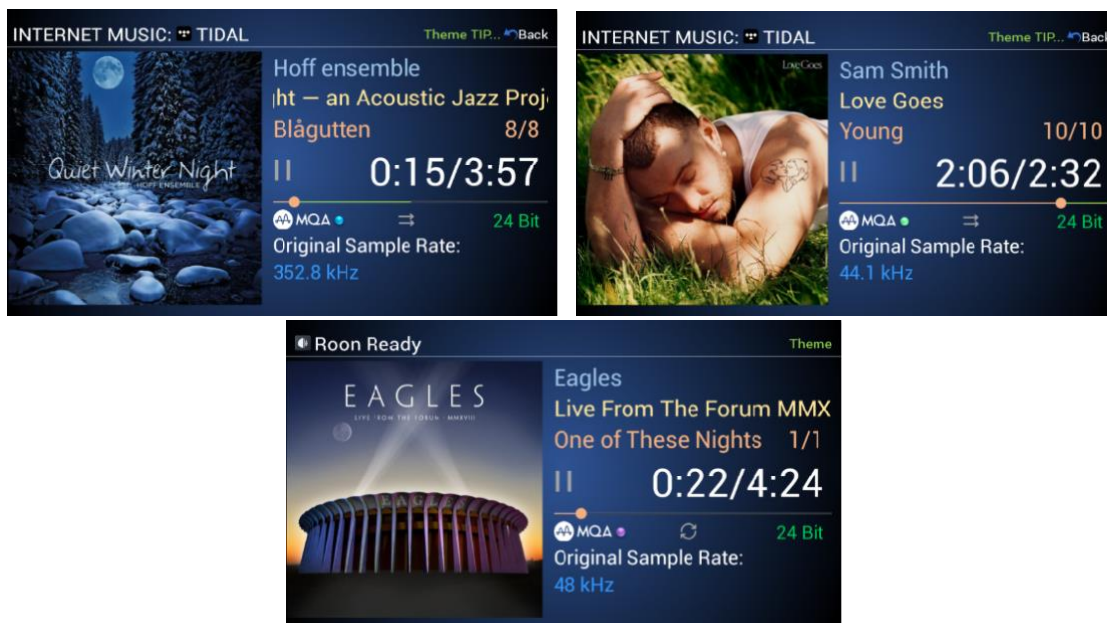 INTERNET MUSIC: TIDAL
Theme TIP... Back
Quiet Winter Night
HOFF ENSEMBLE
Hoff ensemble
ht — an Acoustic Jazz Proj
Blågutten 8/8
0:15/3:57
MQA 24 Bit
Original Sample Rate:
352.8 kHz
INTERNET MUSIC: TIDAL
Theme TIP... Back
Love Goes
Sam Smith
Love Goes
Young 10/10
2:06/2:32
MQA 24 Bit
Original Sample Rate:
44.1 kHz
Roon Ready
Theme
EAGLES
LIVE FROM THE FORUM - MMXVIII
EAGLES
Eagles
Live From The Forum MMX
One of These Nights 1/1
0:22/4:24
MQA 24 Bit
Original Sample Rate:
48 kHz